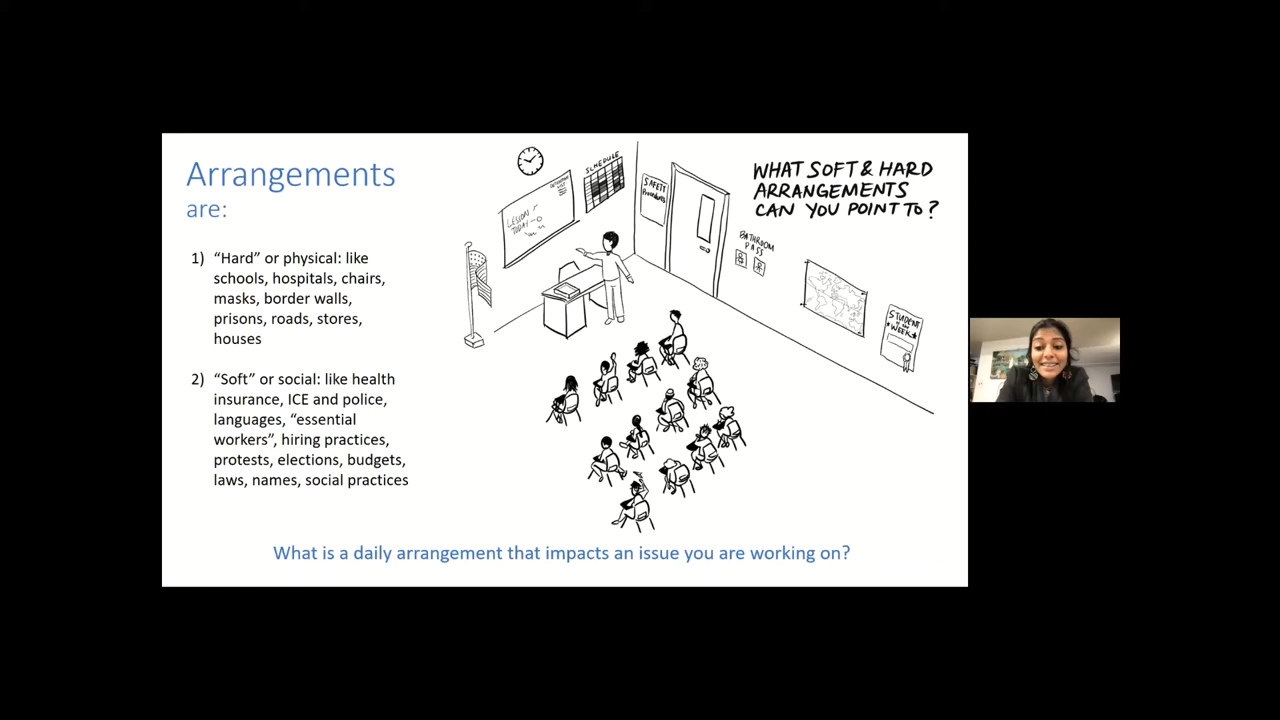 Arrangements
are:
1) “Hard” or physical: like
schools, hospitals, chairs,
masks, border walls,
prisons, roads, stores,
houses
2) “Soft” or social: like health
insurance, ICE and police,
languages, “essential
workers”, hiring practices,
protests, elections, budgets,
laws, names, social practices
SCHEDULE
LESSON
TODAY
SAFETY
Procedures
WHAT SOFT & HARD
ARRANGEMENTS
CAN YOU POINT TO?
BATHROOM
PASS
STUDENT
WEEK
What is a daily arrangement that impacts an issue you are working on?